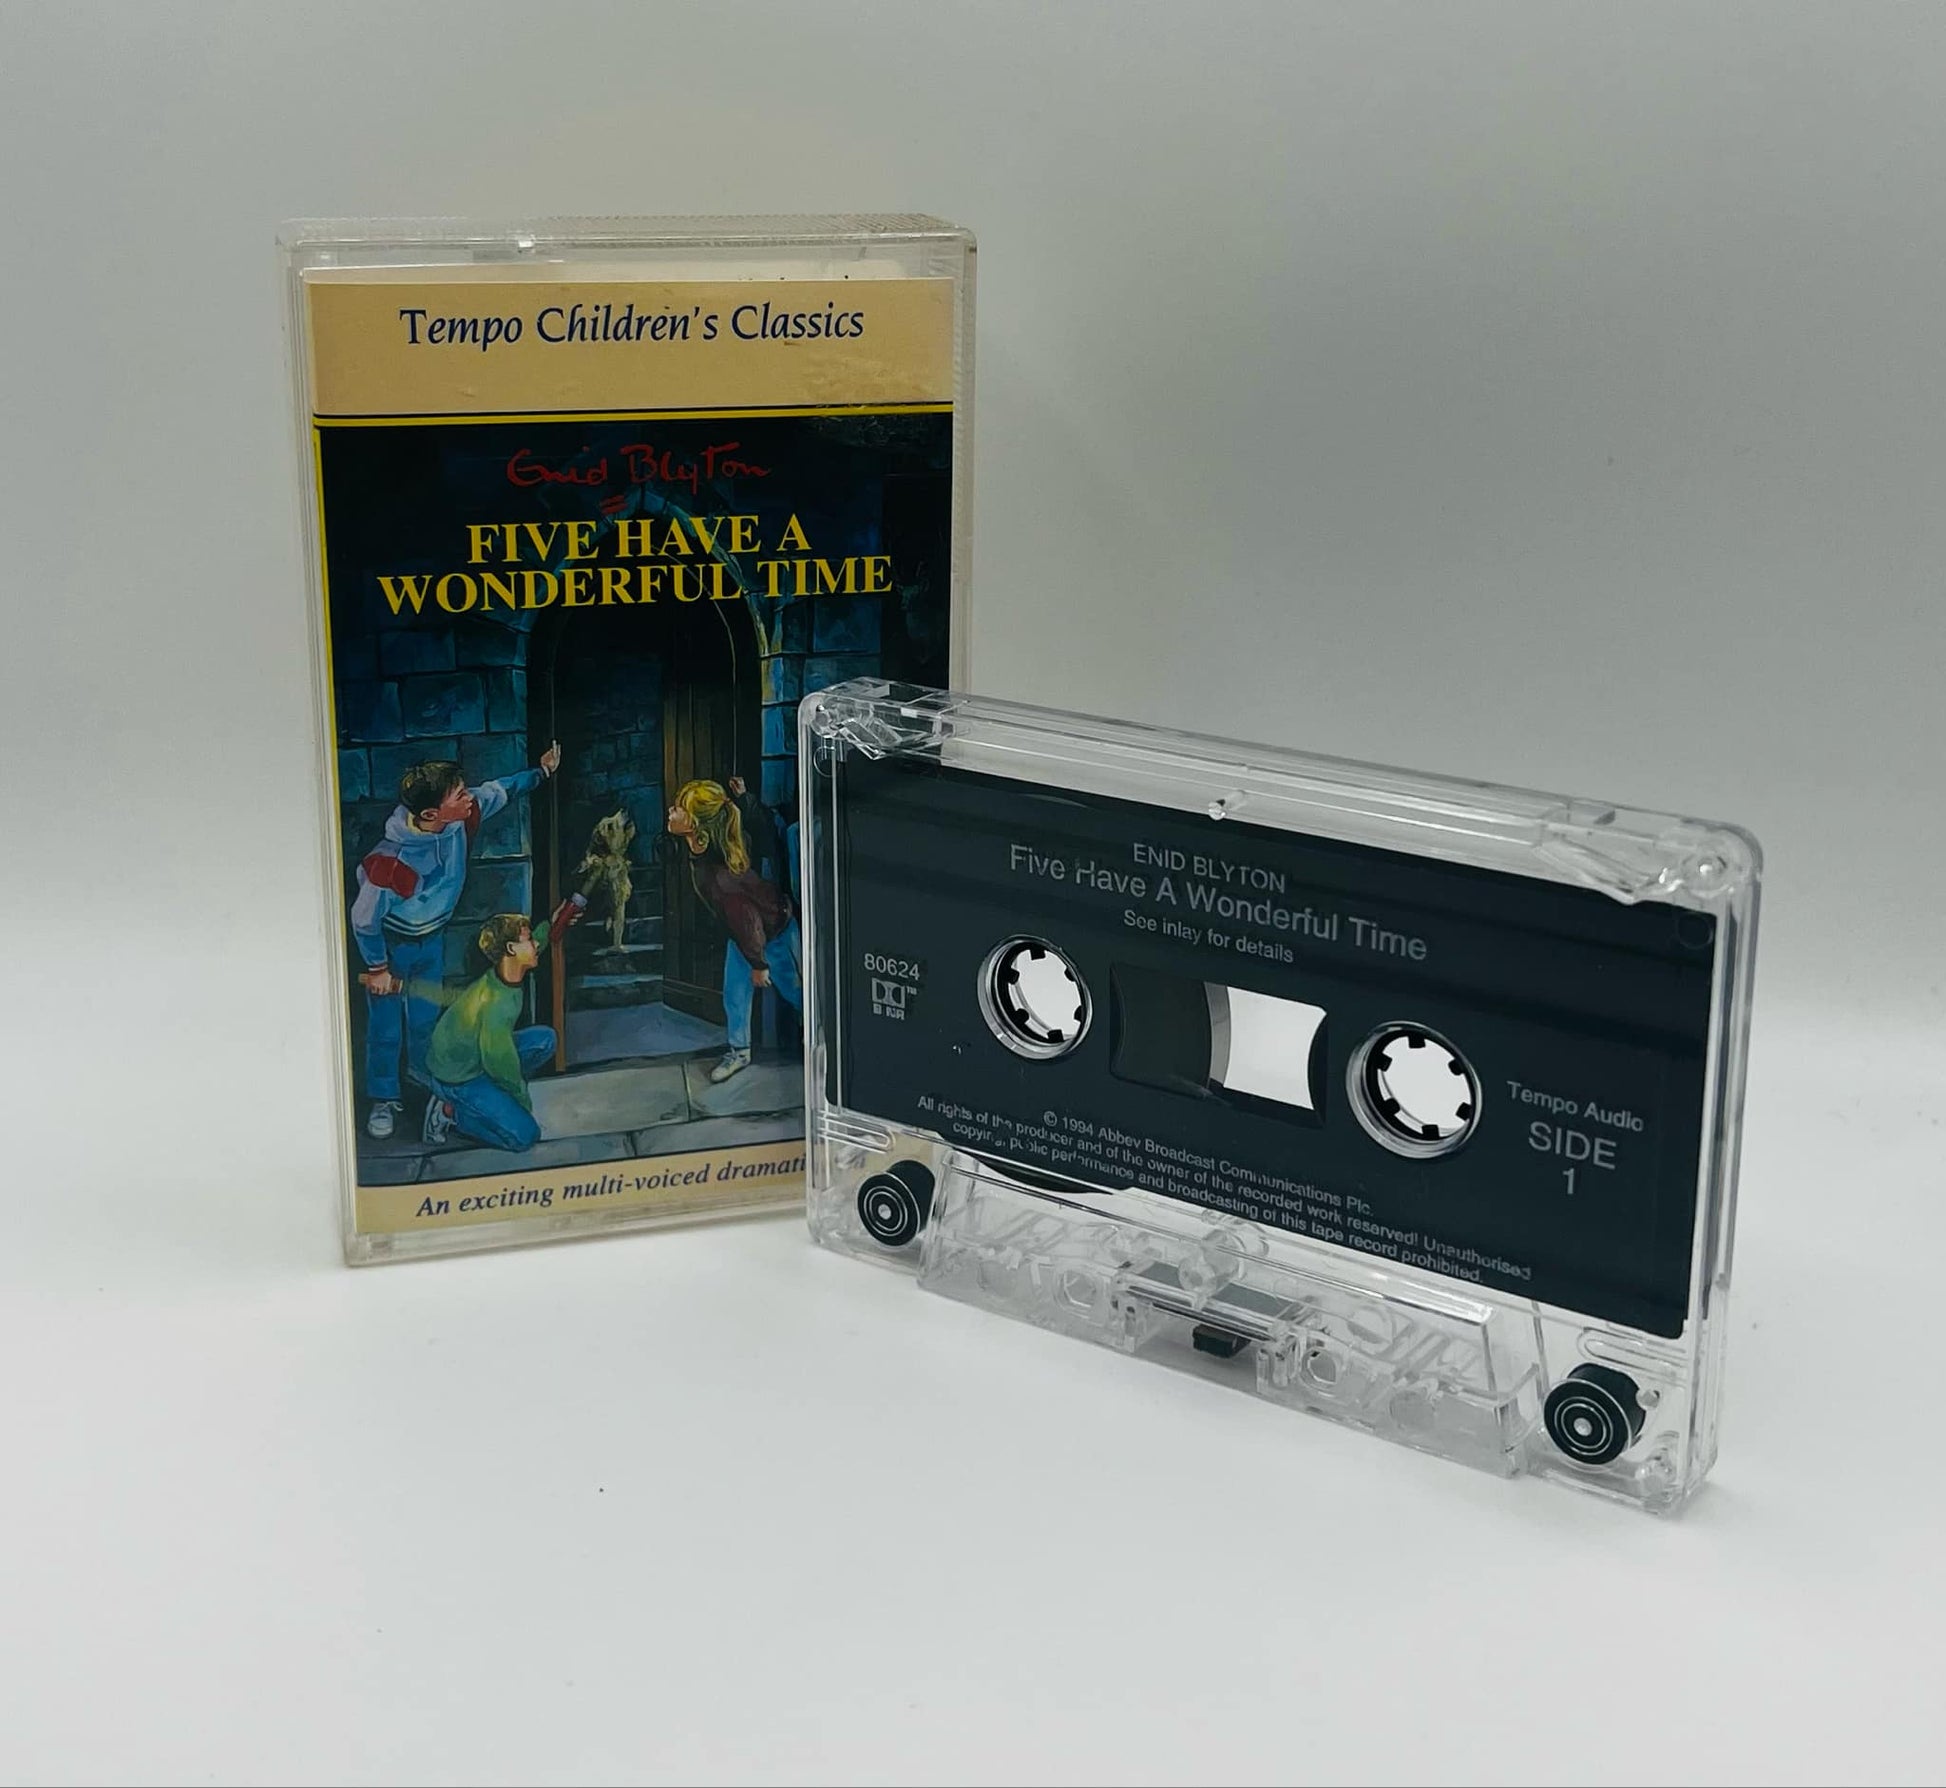 Tempo Children's Classics
Enid Blyton
FIVE HAVE A
WONDERFUL TIME
An exciting multi-voiced dramati
ENID BLYTON
Five Have A Wonderful Time
See inlay for details
80624
B NR
Tempo Audio
SIDE
1
© 1994 Abbey Broadcast Communications Plc.
All rights of the producer and of the owner of the recorded work reserved! Unauthorised
copying, public performance and broadcasting of this tape record prohibited.